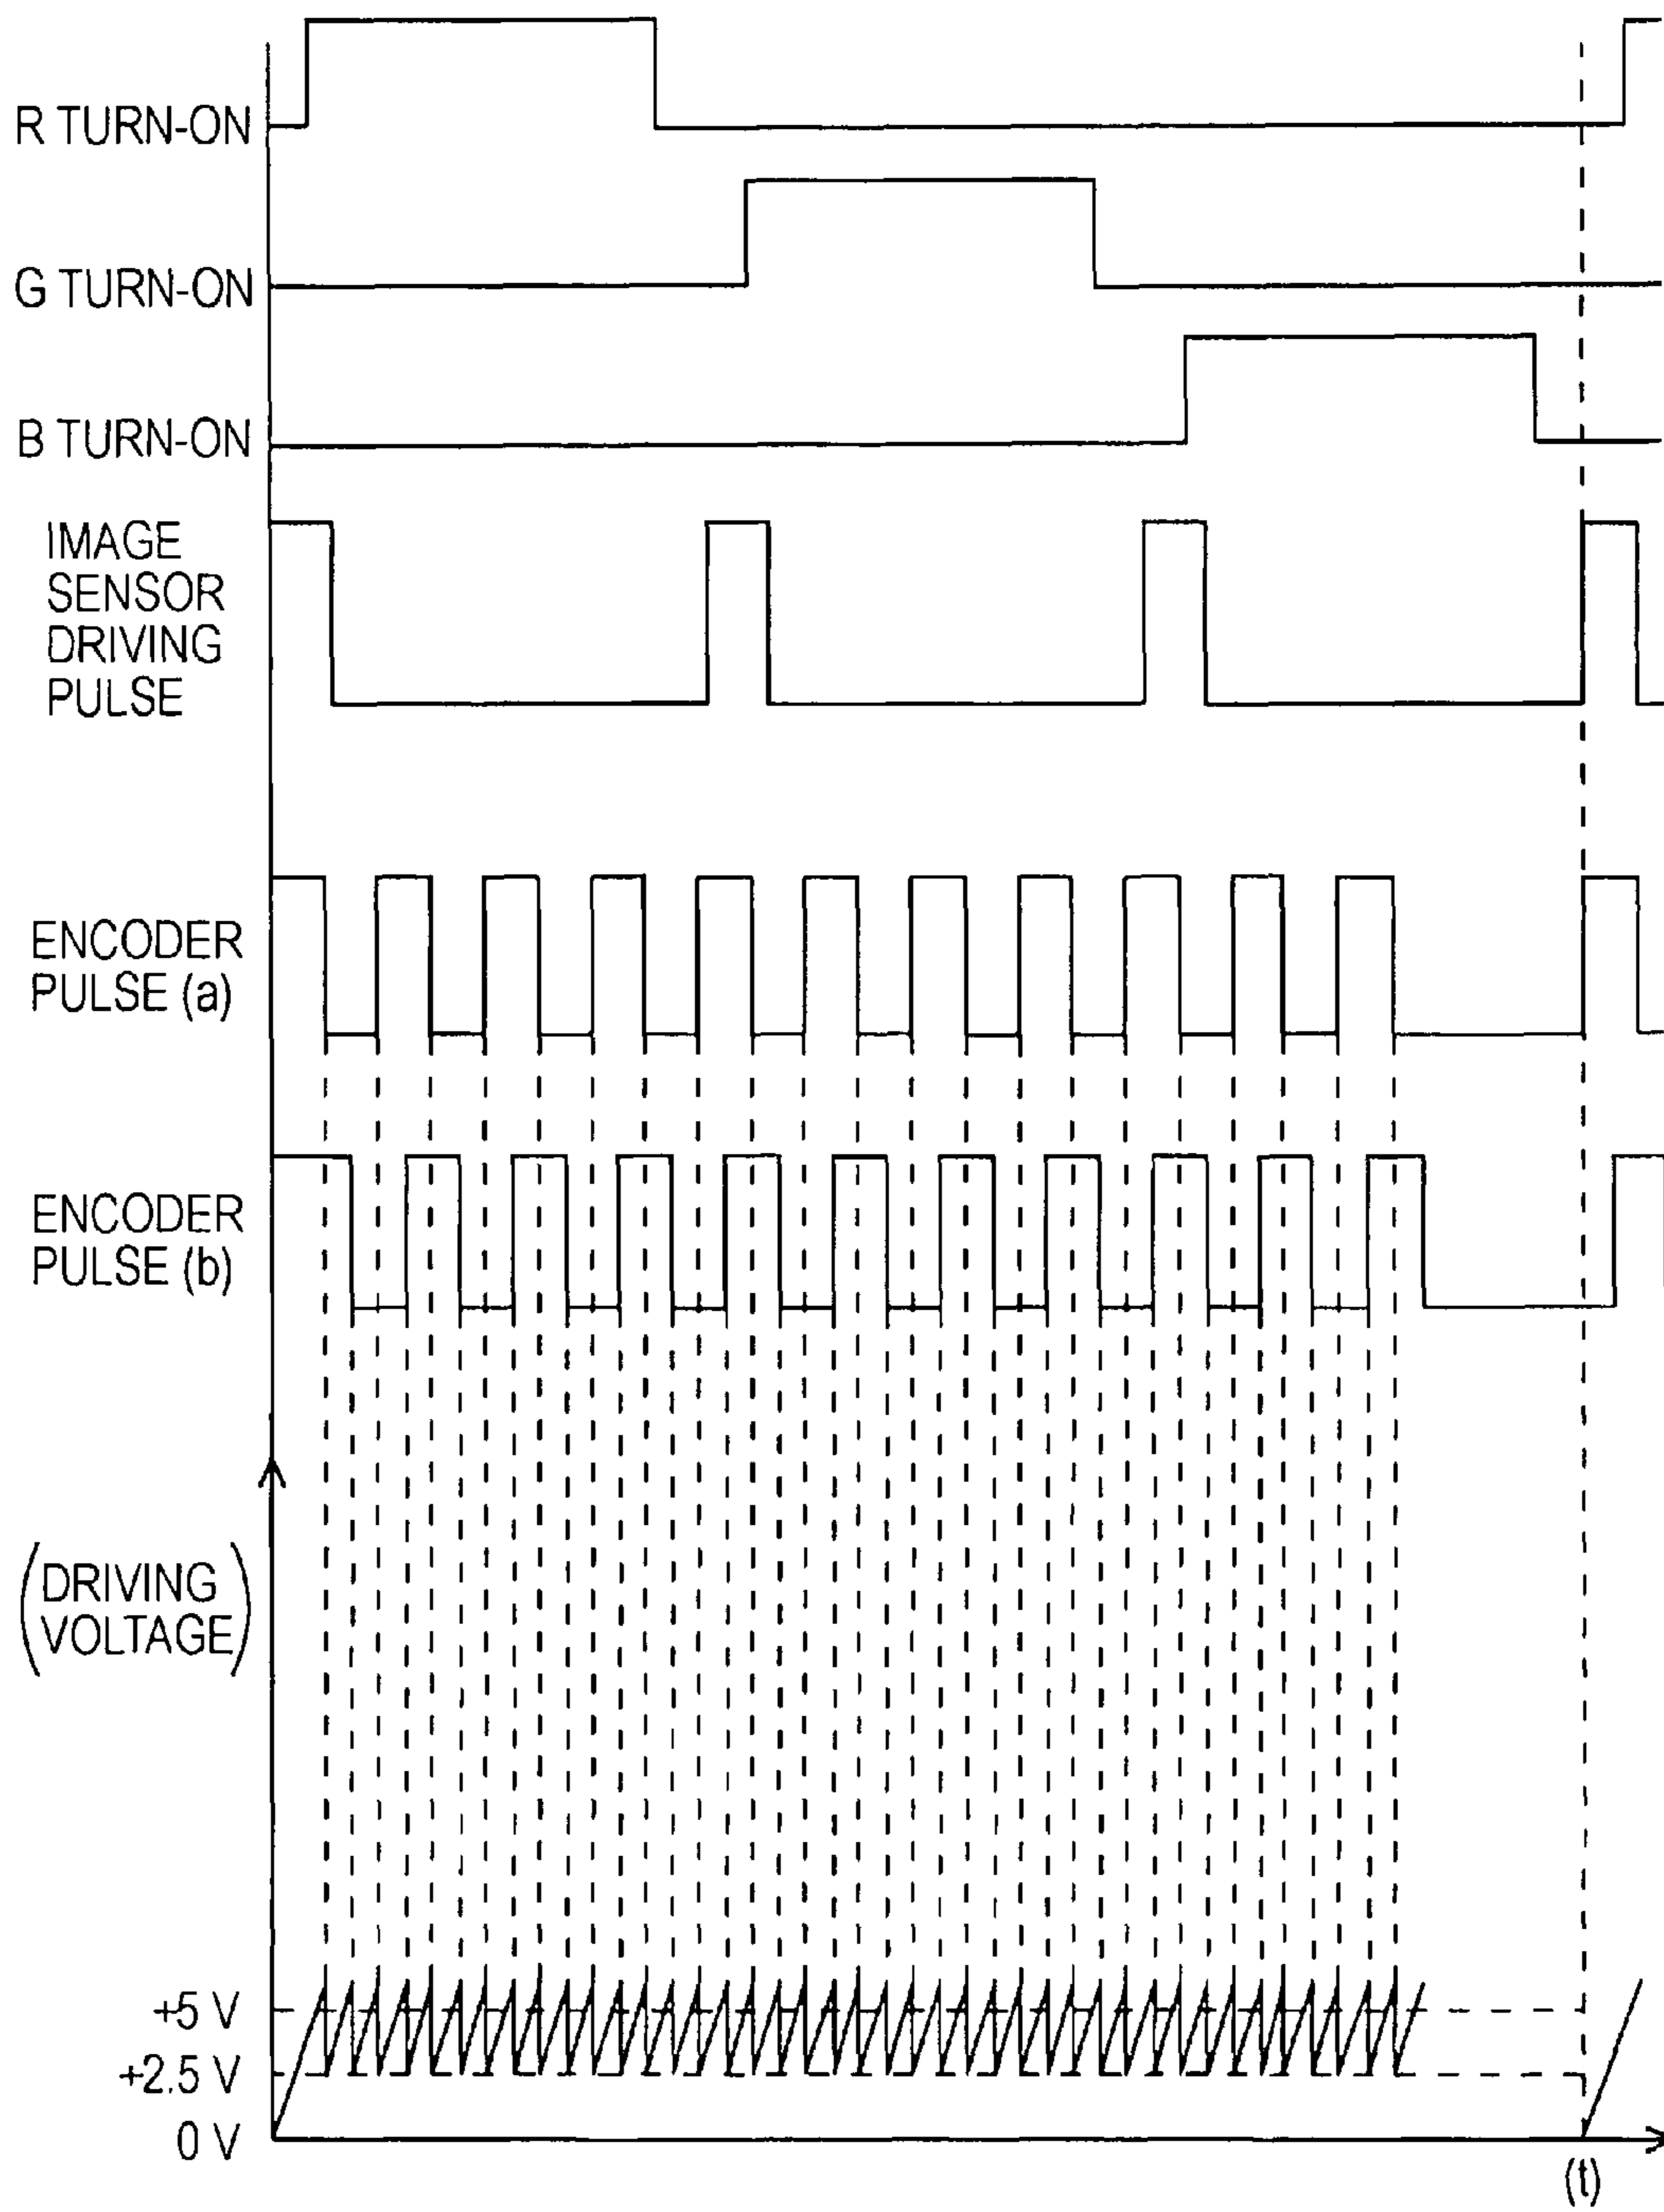 R TURN-ON
G TURN-ON
B TURN-ON
IMAGE
SENSOR
DRIVING
PULSE
ENCODER
PULSE (a)
ENCODER
PULSE (b)
(DRIVING
VOLTAGE)
+5 V
+2.5 V
0 V
(t)